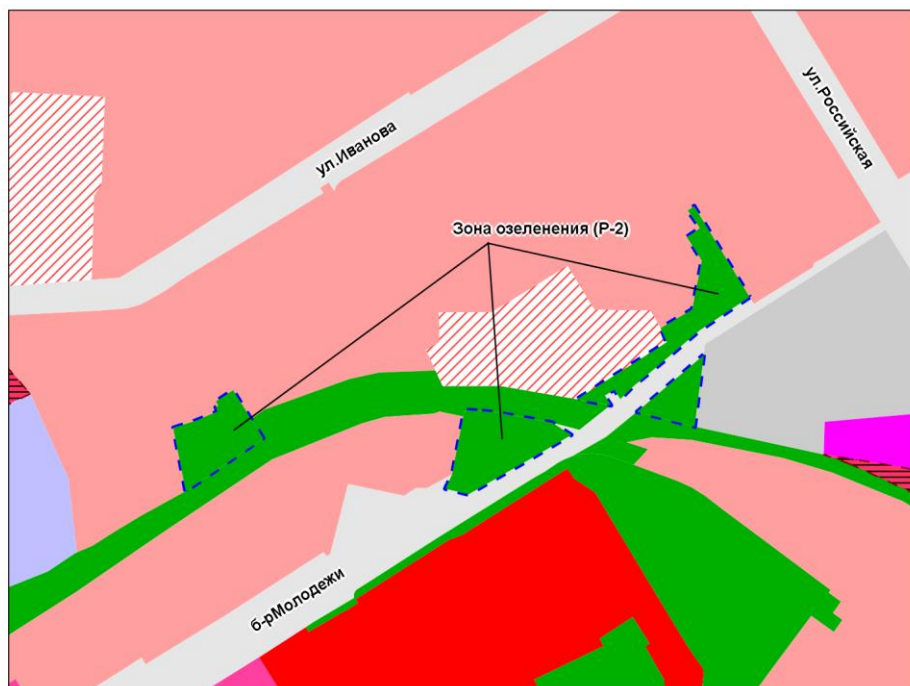 ул.Российская
ул.Иванова
Зона озеленения (Р-2)
б-рМолодежи